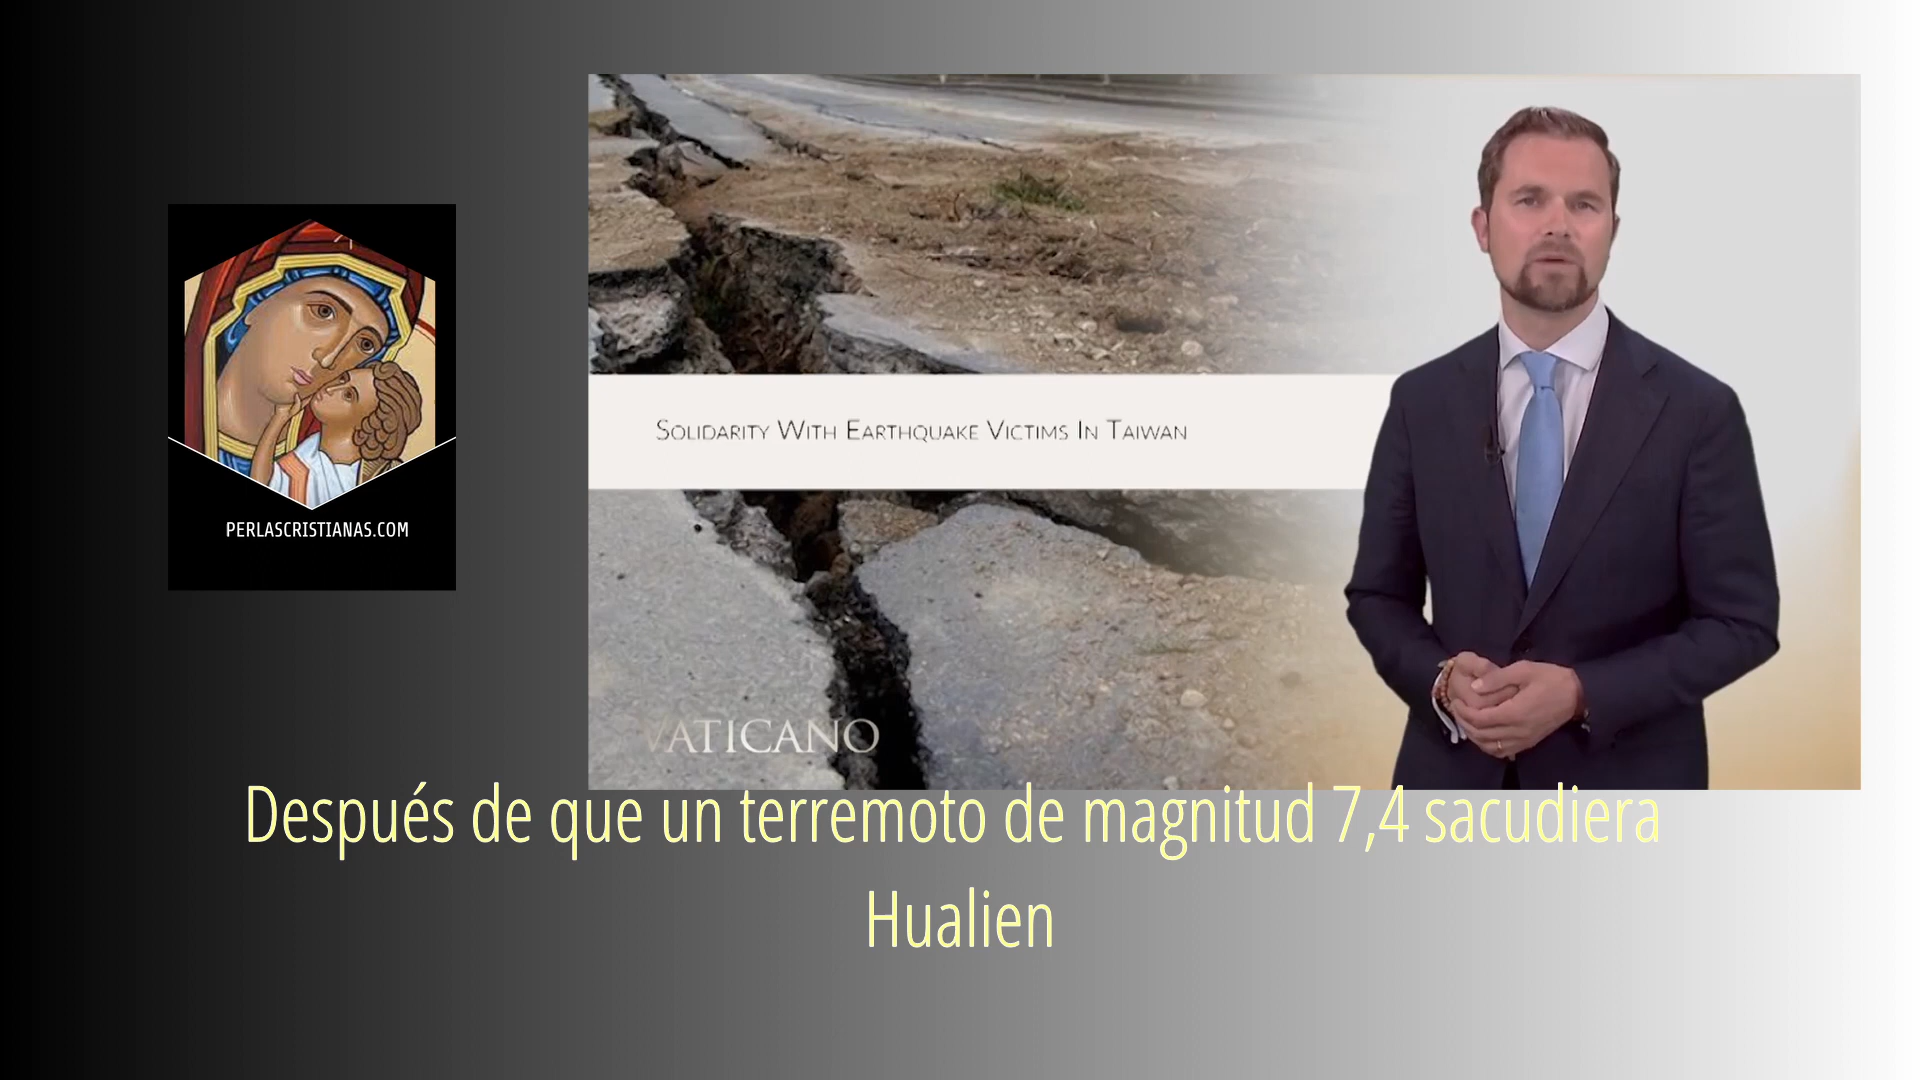 SOLIDARITY WITH EARTHQUAKE VICTIMS IN TAIWAN
PERLASCRISTIANAS.COM
VATICANO
Después de que un terremoto de magnitud 7,4 sacudiera
Hualien